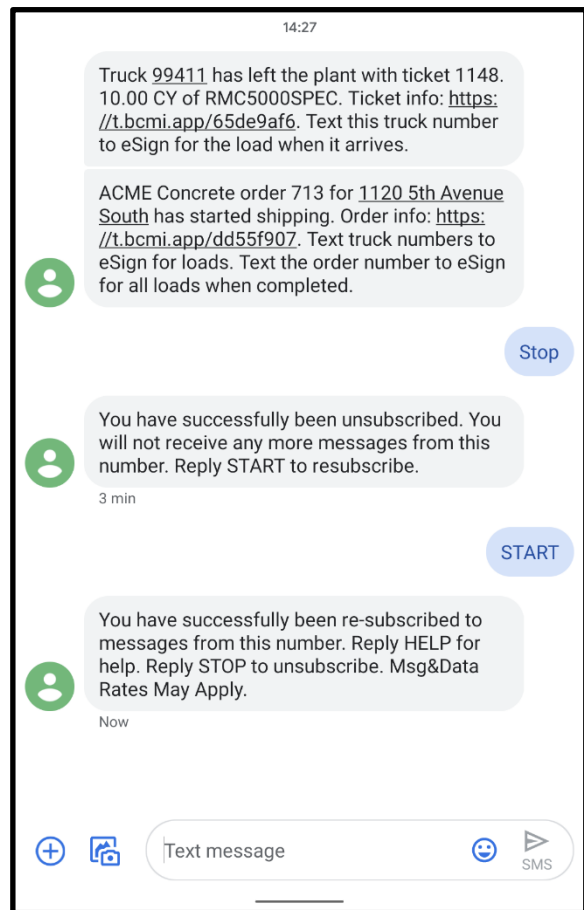 14:27
Truck 99411 has left the plant with ticket 1148.
10.00 CY of RMC5000SPEC. Ticket info: https:
//t.bcmi.app/65de9af6. Text this truck number
to eSign for the load when it arrives.
ACME Concrete order 713 for 1120 5th Avenue
South has started shipping. Order info: https:
//t.bcmi.app/dd55f907. Text truck numbers to
eSign for loads. Text the order number to eSign
for all loads when completed.
Stop
You have successfully been unsubscribed. You
will not receive any more messages from this
number. Reply START to resubscribe.
3 min
START
You have successfully been re-subscribed to
messages from this number. Reply HELP for
help. Reply STOP to unsubscribe. Msg&Data
Rates May Apply.
Now
Text message
SMS